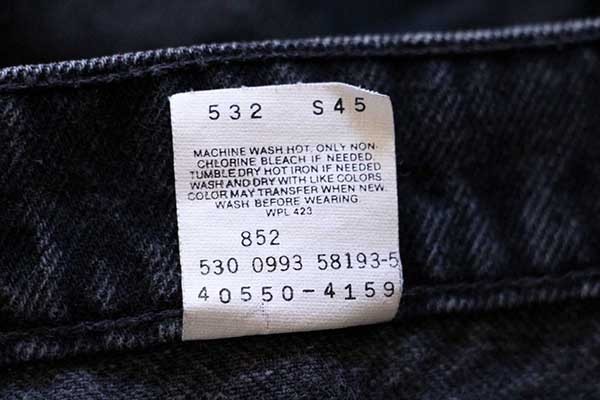 532 S45
MACHINE WASH HOT. ONLY NON-
CHLORINE BLEACH IF NEEDED.
TUMBLE DRY HOT IRON IF NEEDED
WASH AND DRY WITH LIKE COLORS
COLOR MAY TRANSFER WHEN NEW.
WASH BEFORE WEARING.
WPL 423
852
530 0993 58193-5
40550-4159